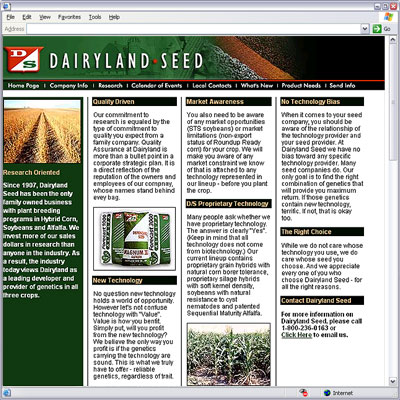 File Edit View Favorites Tools Help
Address
Go
D/S
DAIRYLAND · SEED
Home Page | Company Info | Research | Calendar of Events | Local Contacts | What's New | Product Needs | Send Info
Research Oriented
Since 1907, Dairyland
Seed has been the only
family owned business
with plant breeding
programs in Hybrid Corn,
Soybeans and Alfalfa. We
invest more of our sales
dollars in research than
anyone in the industry. As
a result, the industry
today views Dairyland as
a leading developer and
provider of genetics in all
three crops.
Quality Driven
Our commitment to
research is equaled by the
type of commitment to
quality you expect from a
family company. Quality
Assurance at Dairyland is
more than a bullet point in a
corporate strategic plan. It is
a direct reflection of the
reputation of the owners and
employees of our company,
whose names stand behind
every bag.
New Technology
No question new technology
holds a world of opportunity.
However let's not confuse
technology with "Value".
Value is how you benfit.
Simply put, will you profit
from the new technology?
We believe the only way you
profit is if the genetics
carrying the technology are
sound. This is what we truly
have to offer - reliable
genetics, regardless of trait.
Market Awareness
You also need to be aware
of any market opportunities
(STS soybeans) or market
limitations (non-export
status of Roundup Ready
corn) for your crop. We will
make you aware of any
market constraint we know
of that is attached to any
technology represented in
our lineup - before you plant
the crop.
D/S Proprietary Technology
Many people ask whether we
have proprietary technology.
The answer is clearly "Yes".
(Keep in mind that all
technology does not come
from biotechnology.) Our
current lineup contains
proprietary grain hybrids with
natural corn borer tolerance,
proprietary silage hybrids
with soft kernel density,
soybeans with natural
resistance to cyst
nematodes and patented
Sequential Maturity Alfalfa.
No Technology Bias
When it comes to your seed
company, you should be
aware of the relationship of
the technology provider and
your seed provider. At
Dairyland Seed we have no
bias toward any specific
technology provider. Many
seed companies do. Our
only goal is to find the right
combination of genetics that
will provide you maximum
return. If those genetics
contain new technology,
terrific. If not, that is okay
too.
The Right Choice
While we do not care whose
technology you use, we do
care whose seed you
choose. And we appreciate
every one of you who
choose Dairyland Seed - for
all the right reasons.
Contact Dairyland Seed
For more information on
Dairyland Seed, please call
1-800-236-0163 or
Click Here to email us.
Internet